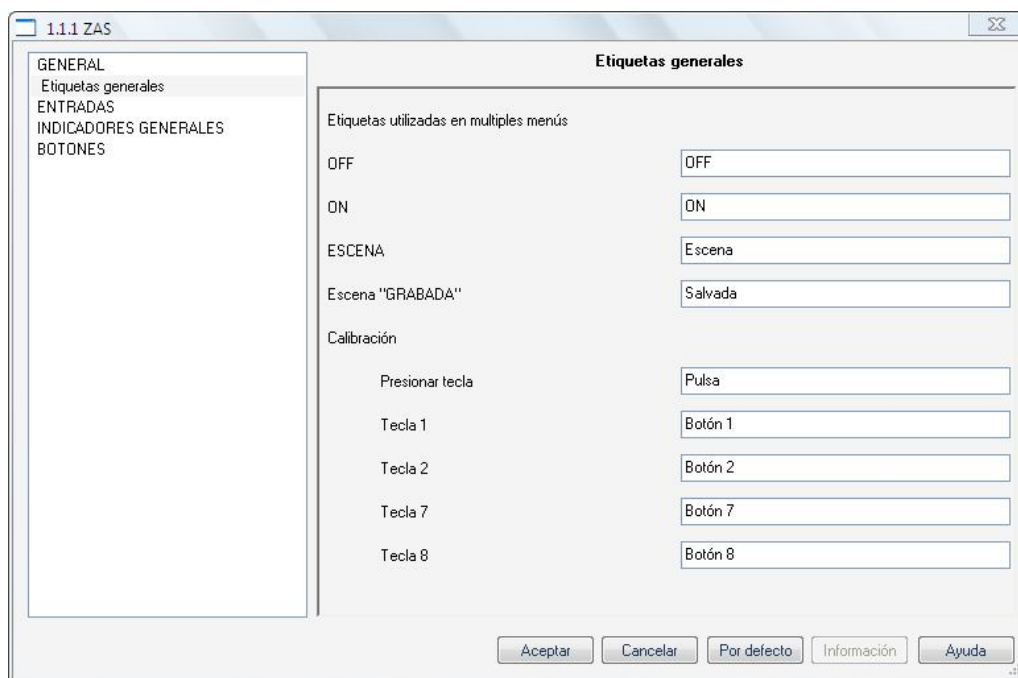 1.1.1 ZAS
GENERAL
Etiquetas generales
ENTRADAS
INDICADORES GENERALES
BOTONES
Etiquetas generales
Etiquetas utilizadas en multiples menús
OFF OFF
ON ON
ESCENA Escena
Escena "GRABADA" Salvada
Calibración
Presionar tecla Pulsa
Tecla 1 Botón 1
Tecla 2 Botón 2
Tecla 7 Botón 7
Tecla 8 Botón 8
Aceptar Cancelar Por defecto Información Ayuda